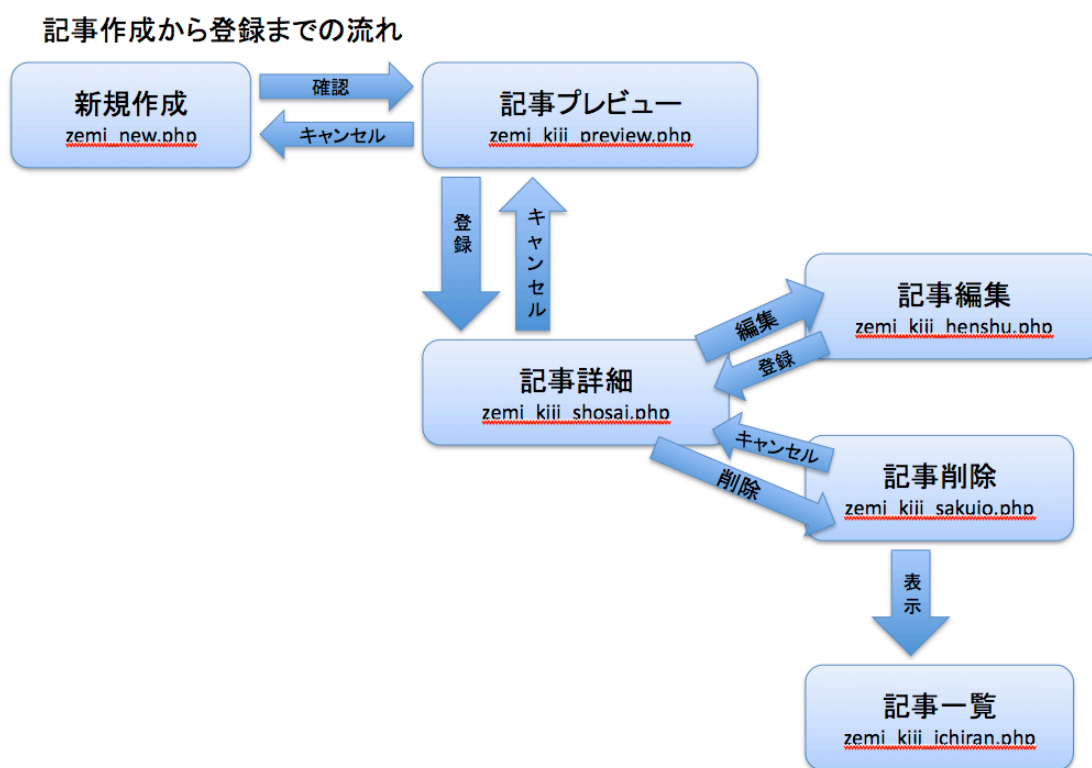 記事作成から登録までの流れ
新規作成
zemi_new.php
確認
キャンセル
記事プレビュー
zemi_kiji_preview.php
登録
キャンセル
記事詳細
zemi_kiji_shosai.php
編集
登録
記事編集
zemi_kiji_henshu.php
キャンセル
削除
記事削除
zemi_kiji_sakujo.php
表示
記事一覧
zemi_kiji_ichiran.php